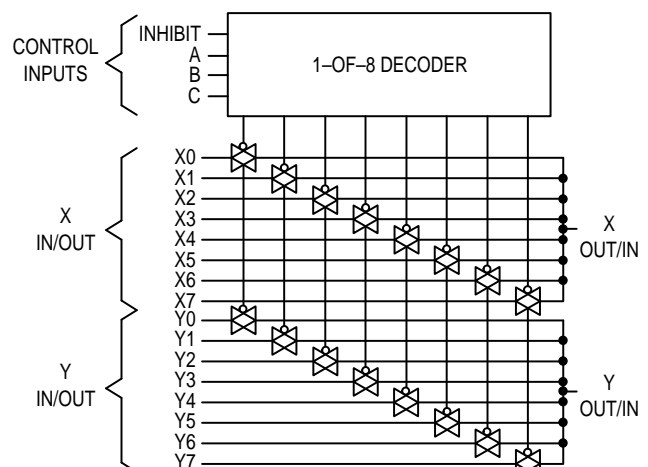 CONTROL
INPUTS
INHIBIT
A
B
C
1–OF–8 DECODER
X
IN/OUT
X0
X1
X2
X3
X4
X5
X6
X7
X
OUT/IN
Y
IN/OUT
Y0
Y1
Y2
Y3
Y4
Y5
Y6
Y7
Y
OUT/IN